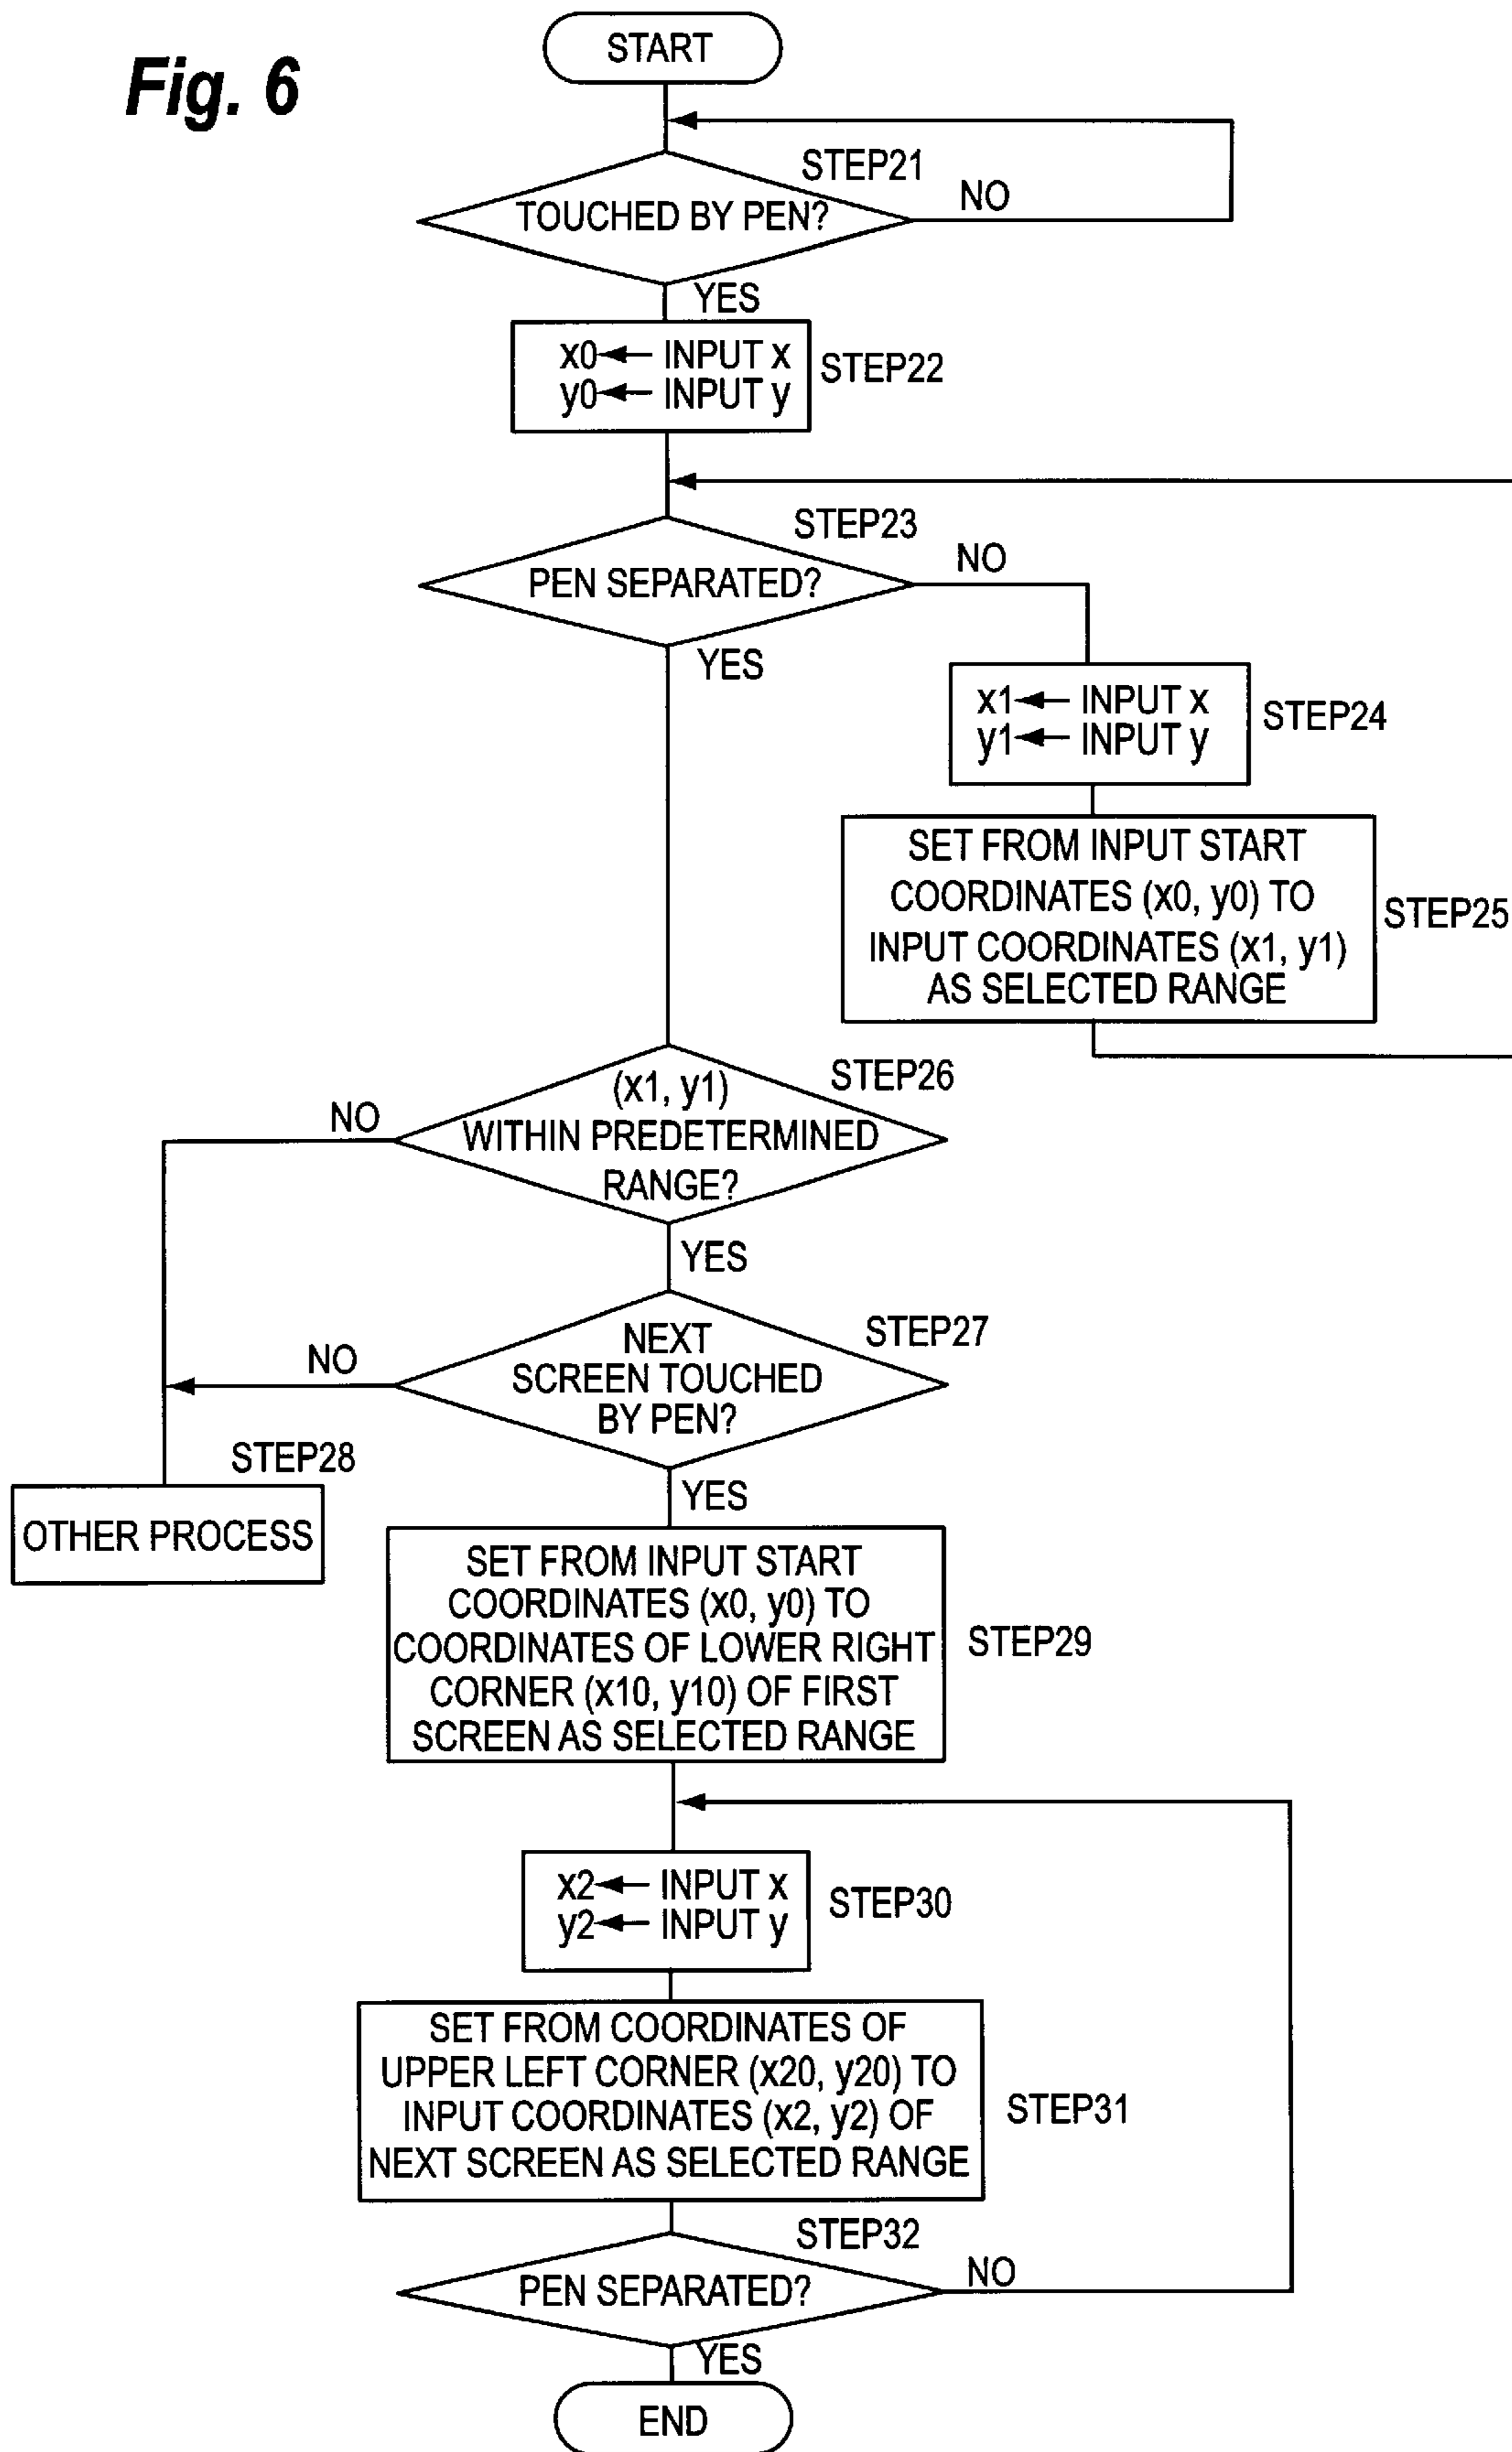 Fig. 6
START
STEP21
TOUCHED BY PEN?
NO
YES
x0← INPUT x
y0← INPUT y
STEP22
STEP23
PEN SEPARATED?
NO
YES
x1← INPUT x
y1← INPUT y
STEP24
SET FROM INPUT START
COORDINATES (x0, y0) TO
INPUT COORDINATES (x1, y1)
AS SELECTED RANGE
STEP25
STEP26
(x1, y1)
WITHIN PREDETERMINED
RANGE?
NO
YES
STEP27
NEXT
SCREEN TOUCHED
BY PEN?
NO
YES
STEP28
OTHER PROCESS
SET FROM INPUT START
COORDINATES (x0, y0) TO
COORDINATES OF LOWER RIGHT
CORNER (x10, y10) OF FIRST
SCREEN AS SELECTED RANGE
STEP29
x2← INPUT x
y2← INPUT y
STEP30
SET FROM COORDINATES OF
UPPER LEFT CORNER (x20, y20) TO
INPUT COORDINATES (x2, y2) OF
NEXT SCREEN AS SELECTED RANGE
STEP31
STEP32
PEN SEPARATED?
NO
YES
END